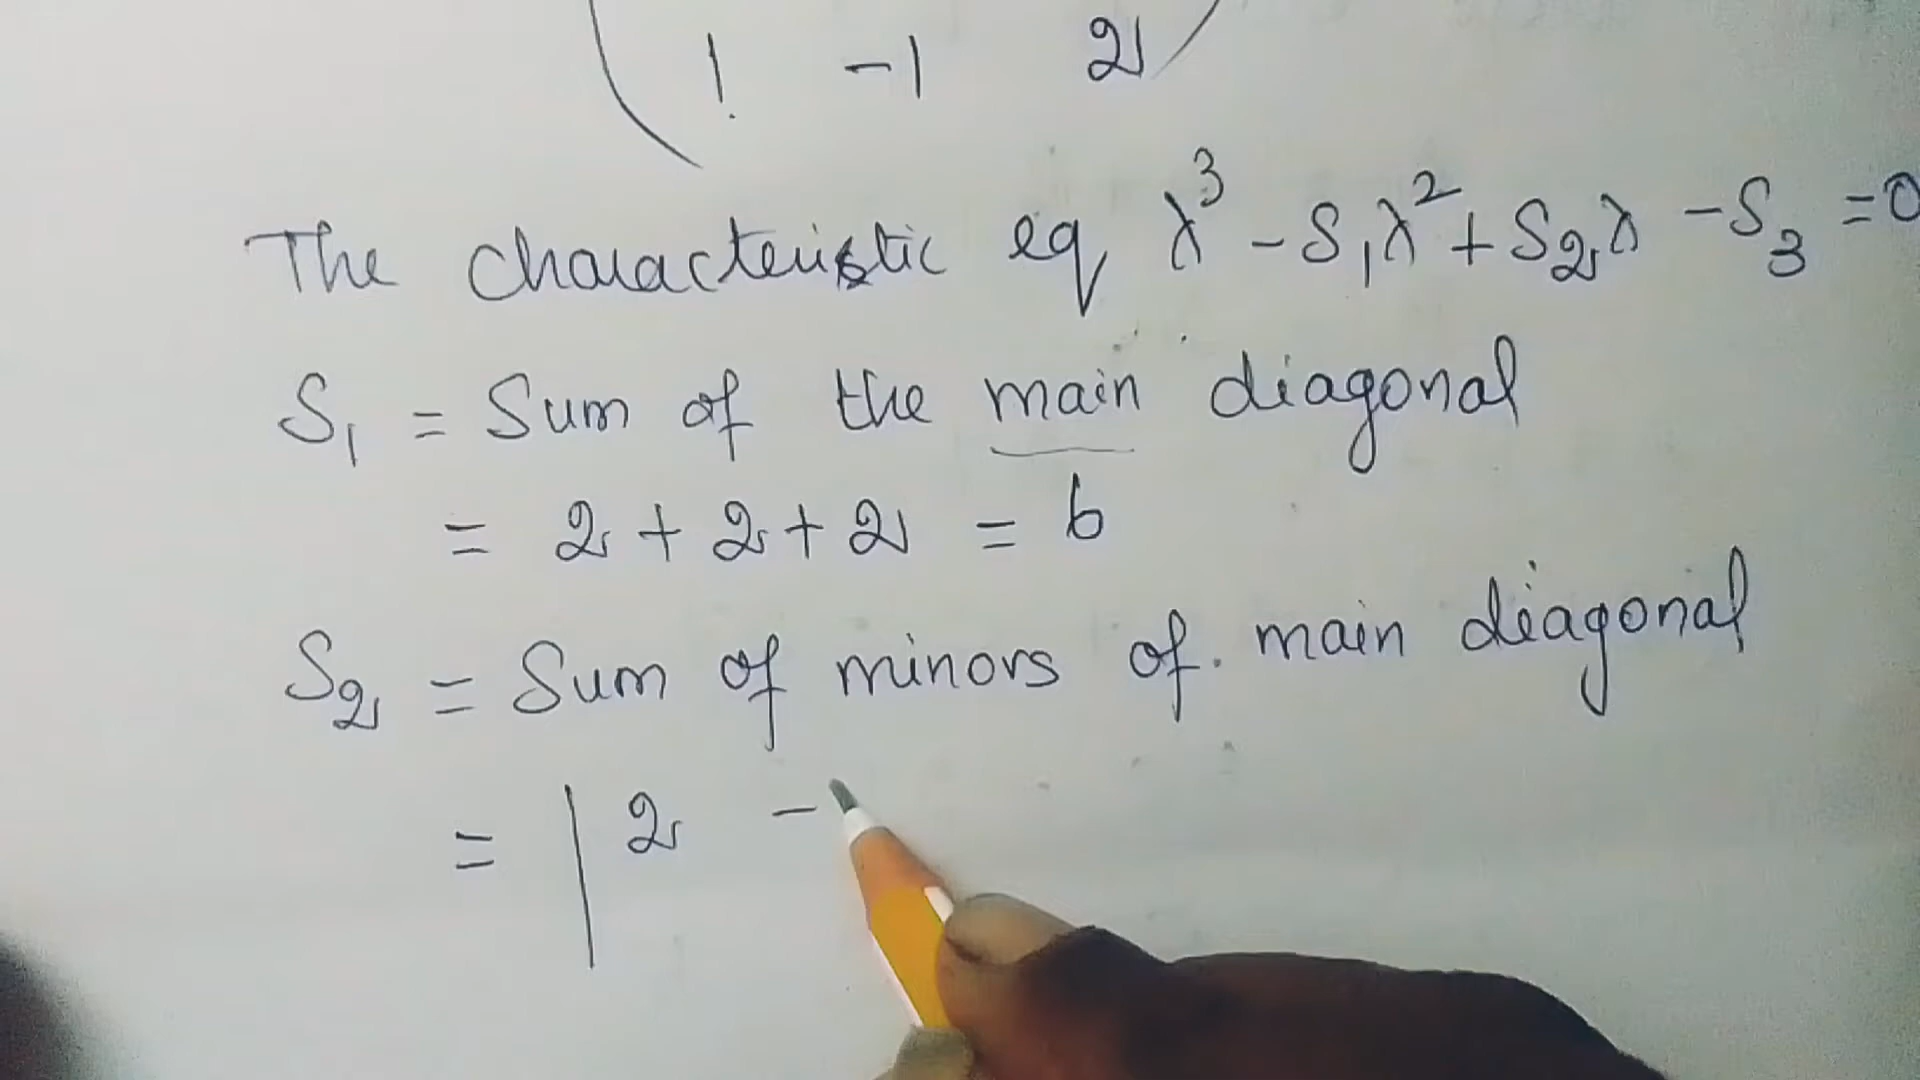 1 -1 2
The characteristic eq λ³ - S₁λ² + S₂λ - S₃ = 0
S₁ = Sum of the main diagonal
= 2 + 2 + 2 = 6
S₂ = Sum of minors of main diagonal
= | 2 -